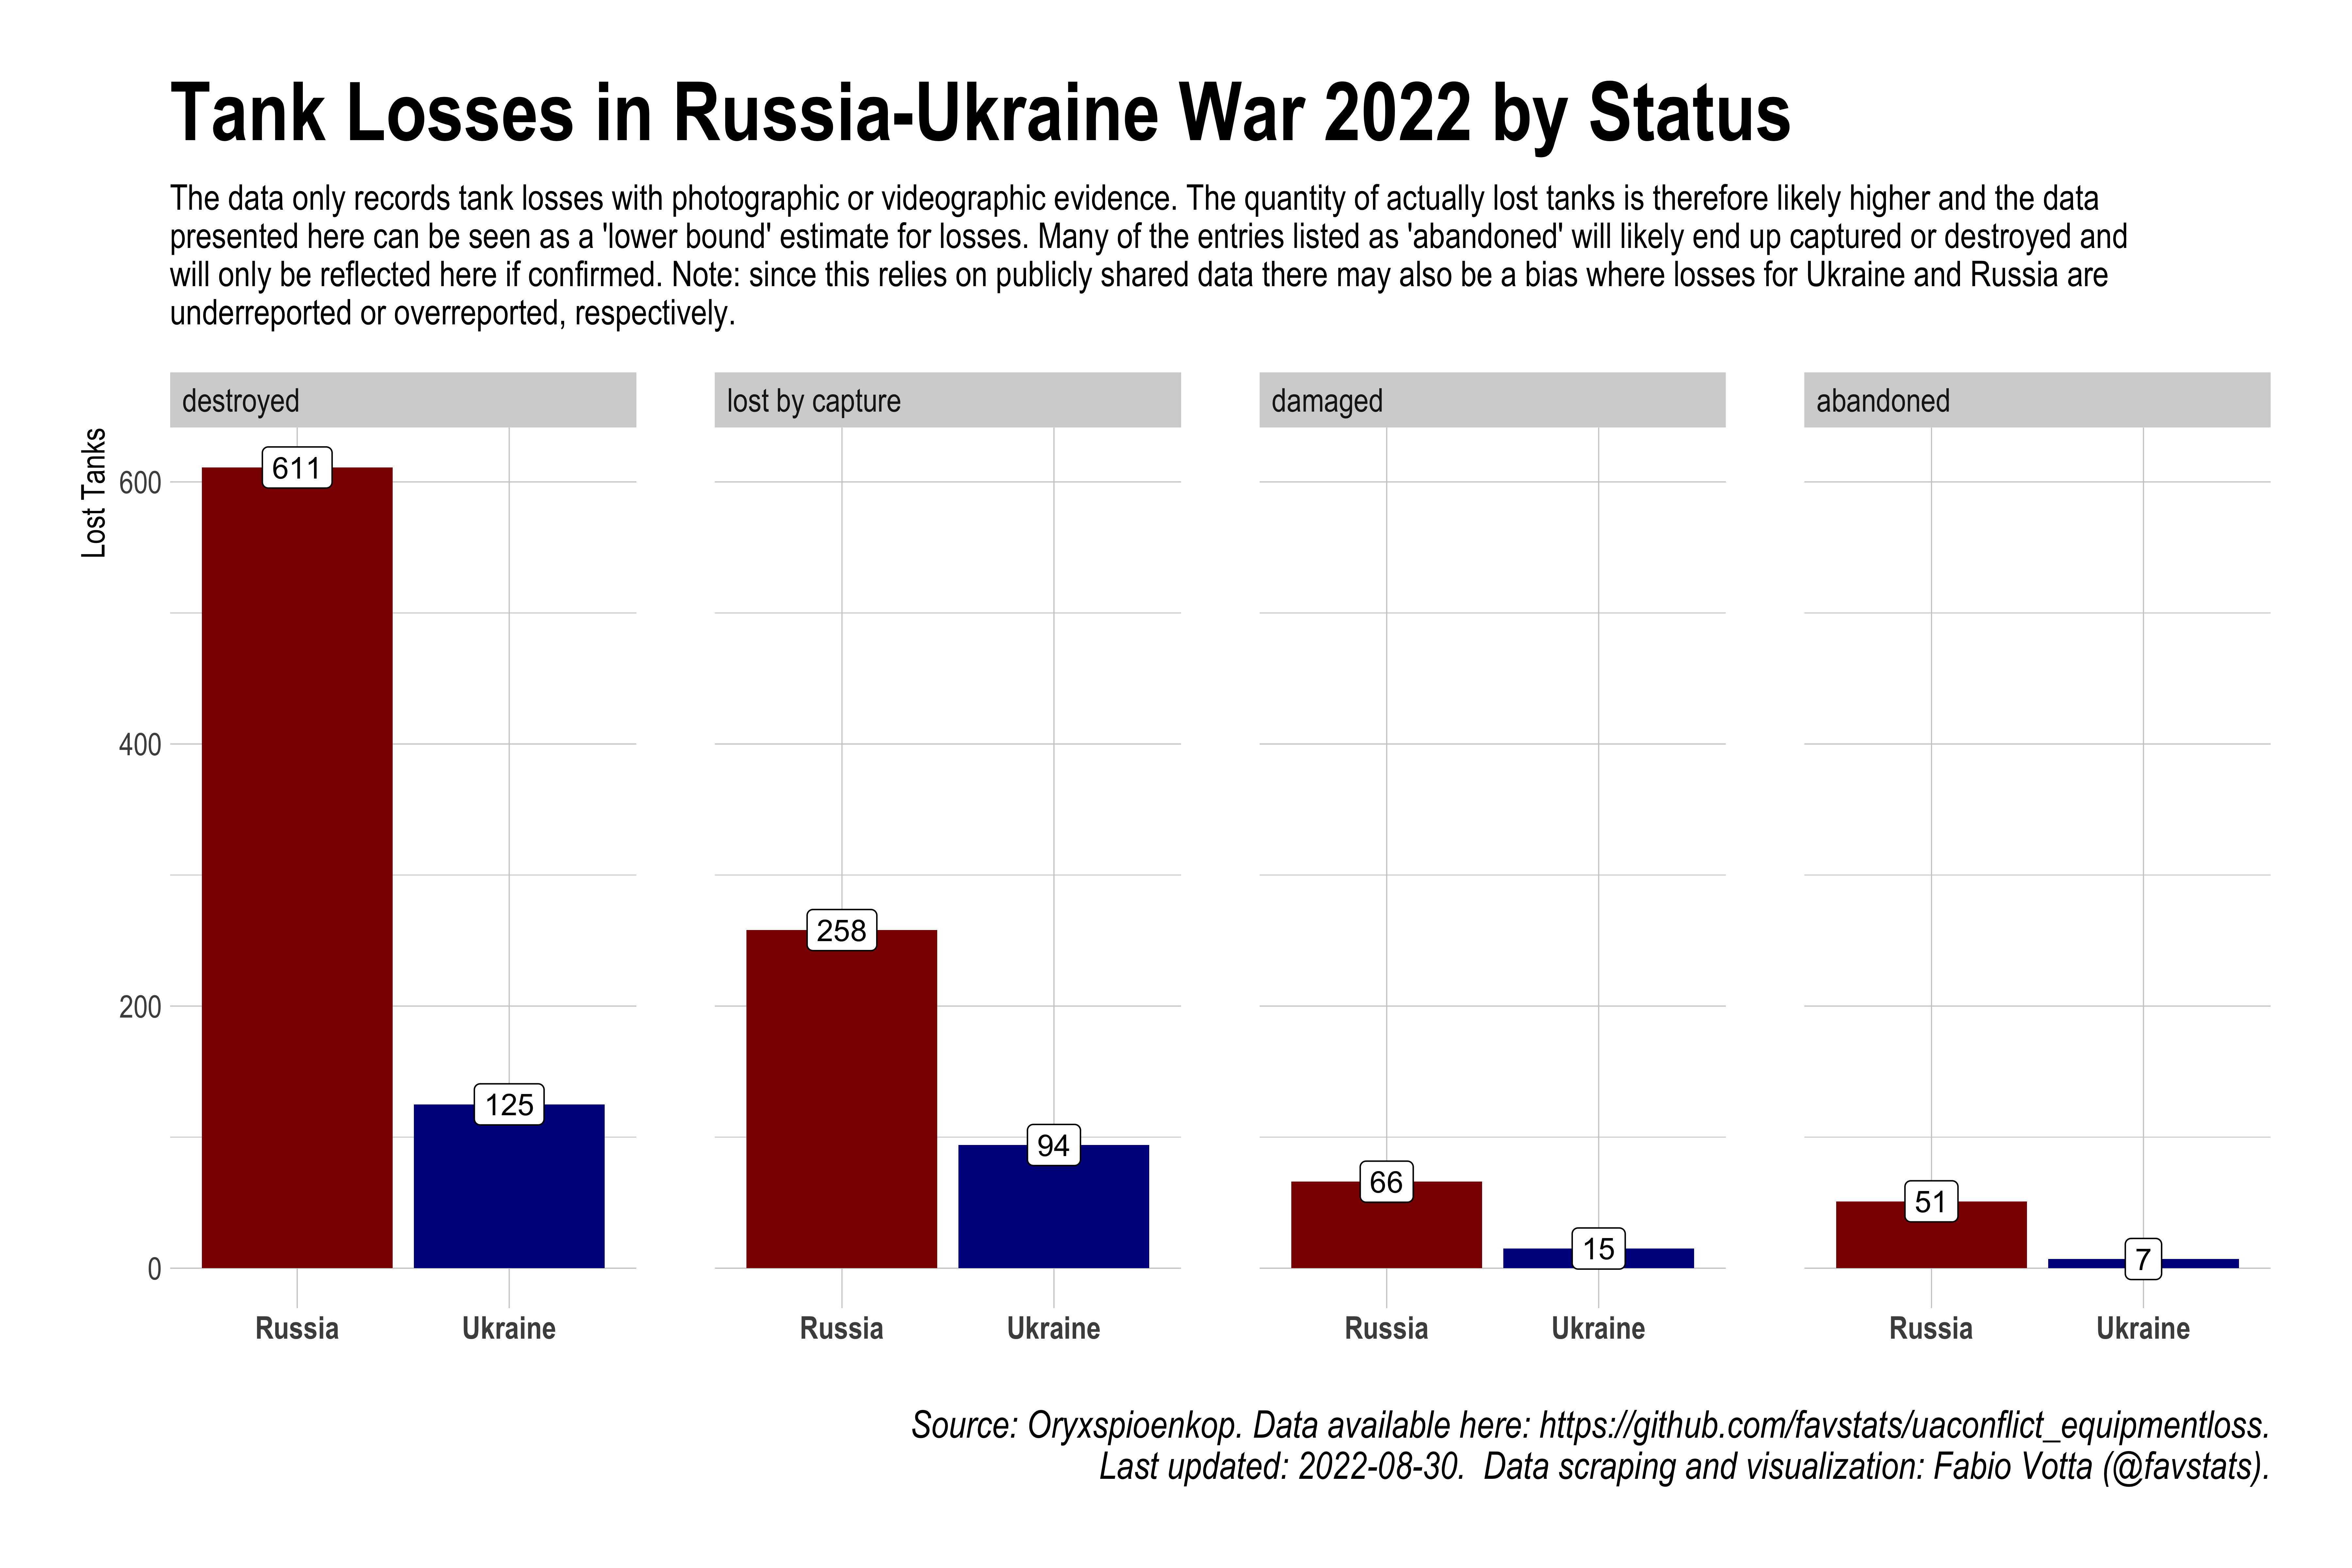 Tank Losses in Russia-Ukraine War 2022 by Status
The data only records tank losses with photographic or videographic evidence. The quantity of actually lost tanks is therefore likely higher and the data
presented here can be seen as a 'lower bound' estimate for losses. Many of the entries listed as 'abandoned' will likely end up captured or destroyed and
will only be reflected here if confirmed. Note: since this relies on publicly shared data there may also be a bias where losses for Ukraine and Russia are
underreported or overreported, respectively.
destroyed
lost by capture
damaged
abandoned
Lost Tanks
600
400
200
0
611
125
258
94
66
15
51
7
Russia
Ukraine
Russia
Ukraine
Russia
Ukraine
Russia
Ukraine
Source: Oryxspioenkop. Data available here: https://github.com/favstats/uaconflict_equipmentloss.
Last updated: 2022-08-30.  Data scraping and visualization: Fabio Votta (@favstats).